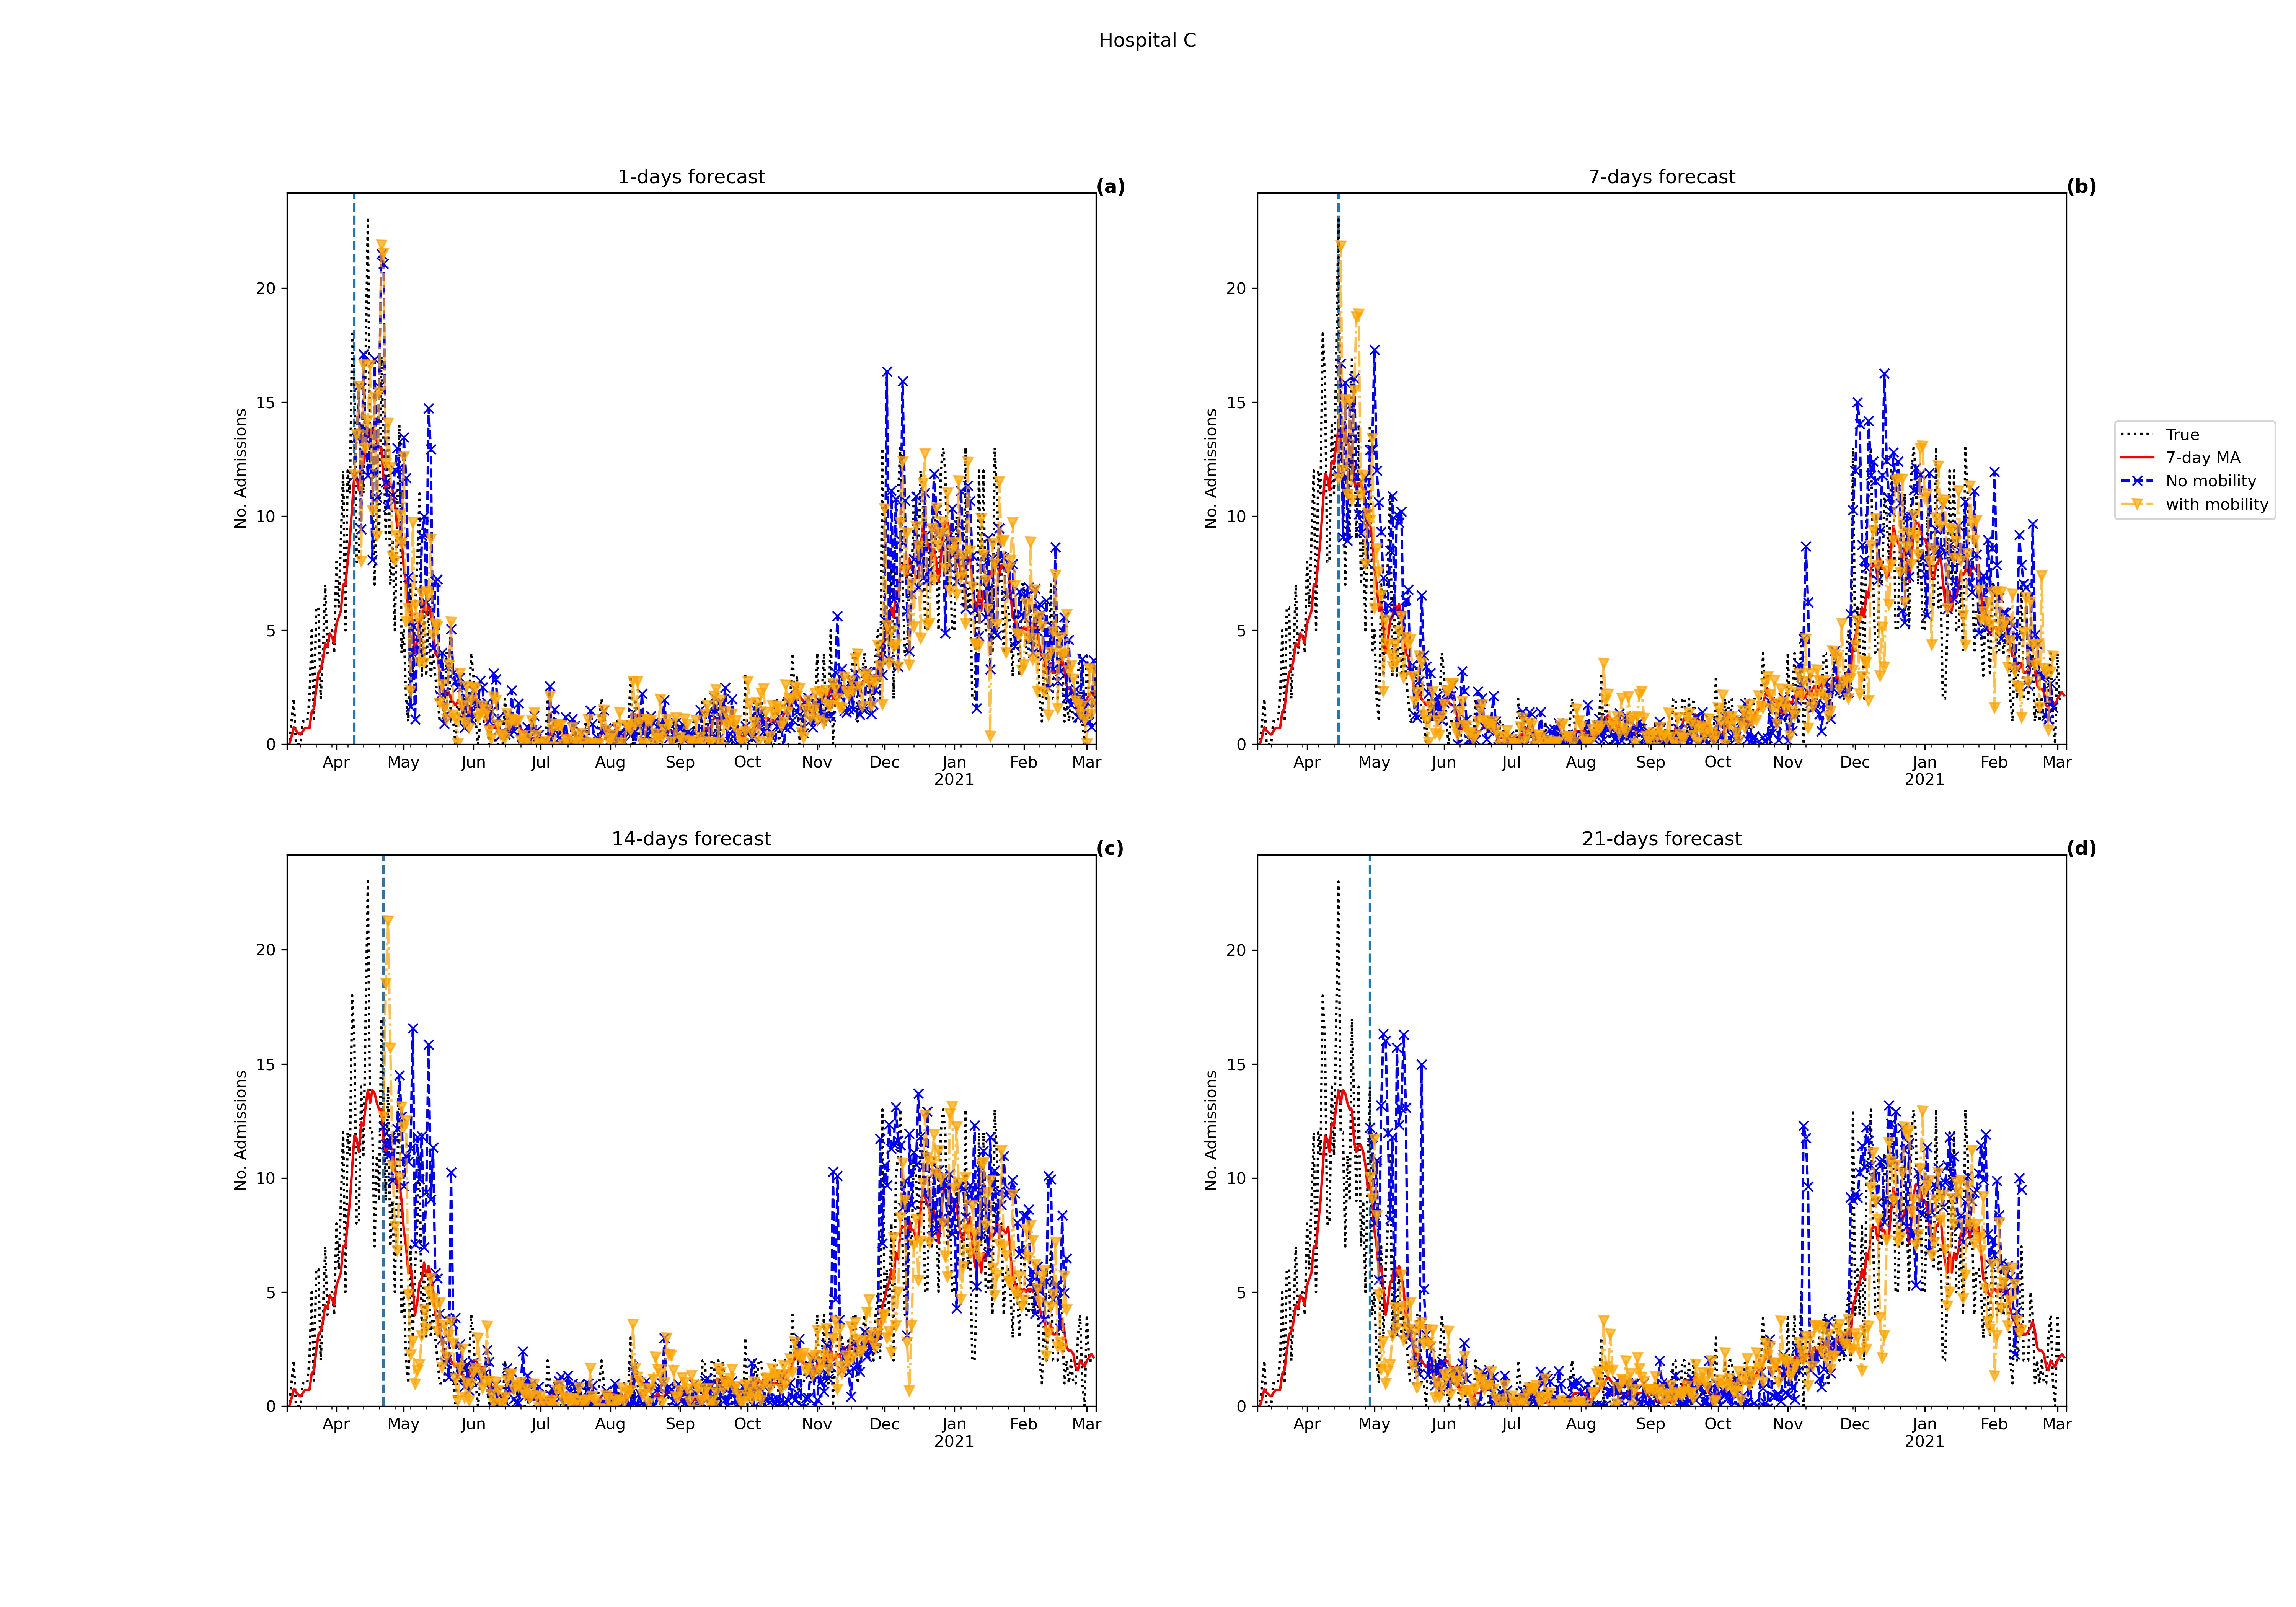 Hospital C
1-days forecast
(a)
No. Admissions
20
15
10
5
0
Apr May Jun Jul Aug Sep Oct Nov Dec Jan Feb Mar
2021
7-days forecast
(b)
No. Admissions
20
15
10
5
0
Apr May Jun Jul Aug Sep Oct Nov Dec Jan Feb Mar
2021
True
7-day MA
No mobility
with mobility
14-days forecast
(c)
No. Admissions
20
15
10
5
0
Apr May Jun Jul Aug Sep Oct Nov Dec Jan Feb Mar
2021
21-days forecast
(d)
No. Admissions
20
15
10
5
0
Apr May Jun Jul Aug Sep Oct Nov Dec Jan Feb Mar
2021